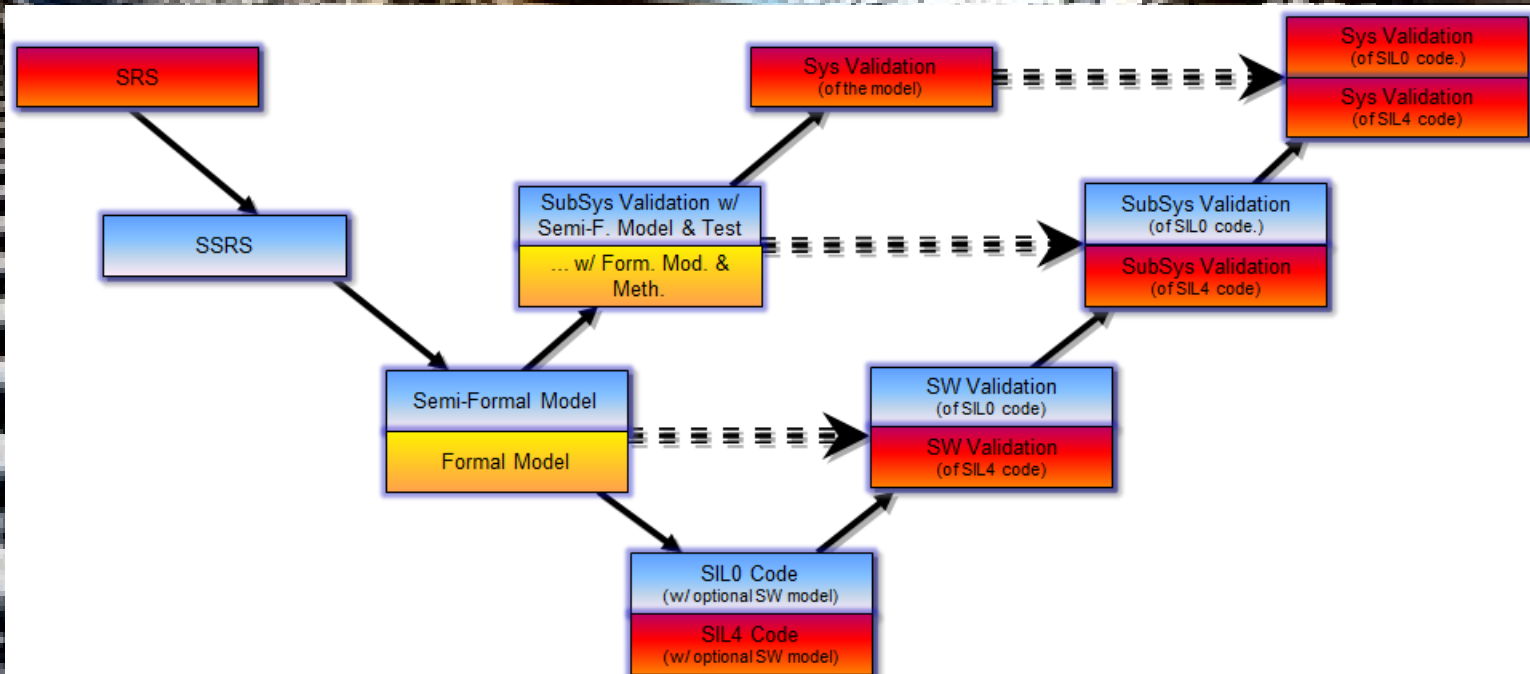 SRS
Sys Validation
(of the model)
Sys Validation
(of SIL0 code.)
Sys Validation
(of SIL4 code)
SSRS
SubSys Validation w/
Semi-F. Model & Test
... w/ Form. Mod. &
Meth.
SubSys Validation
(of SIL0 code.)
SubSys Validation
(of SIL4 code)
Semi-Formal Model
Formal Model
SW Validation
(of SIL0 code)
SW Validation
(of SIL4 code)
SIL0 Code
(w/ optional SW model)
SIL4 Code
(w/ optional SW model)